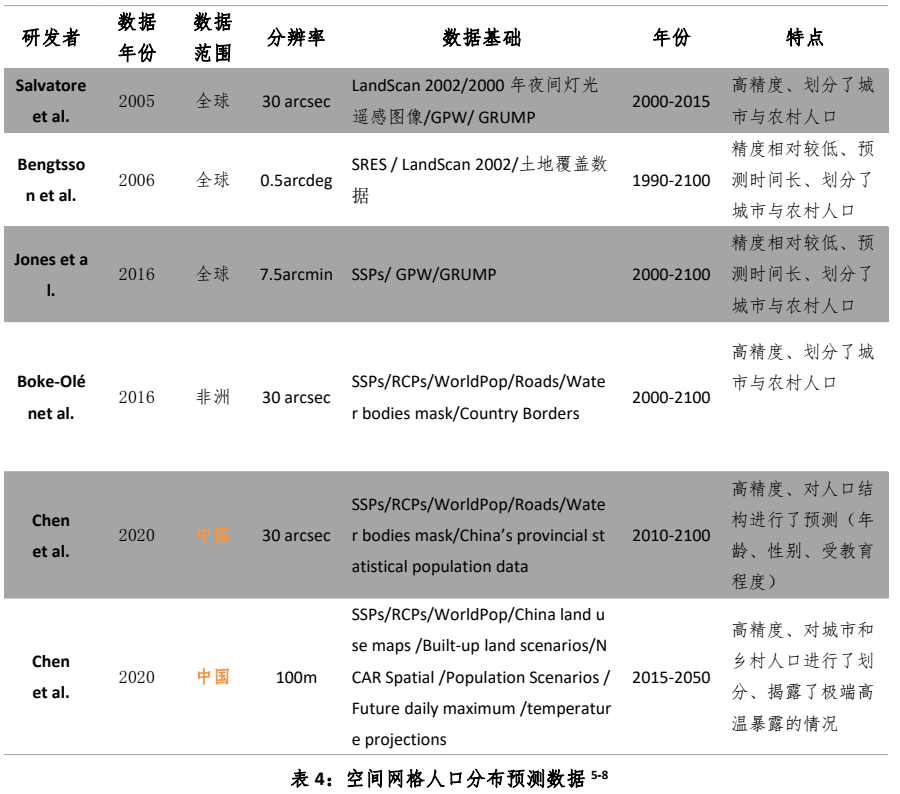 研发者 数据 数据 分辨率 数据基础 年份 特点
年份 范围
Salvatore
et al.
2005 全球 30 arcsec
LandScan 2002/2000 年夜间灯光
遥感图像/GPW/ GRUMP
2000-2015
高精度、划分了城
市与农村人口
Bengtsso
n et al.
2006 全球 0.5arcdeg
SRES / LandScan 2002/土地覆盖数
据
1990-2100
精度相对较低、预
测时间长、划分了
城市与农村人口
Jones et a
l.
2016 全球 7.5arcmin SSPs/ GPW/GRUMP 2000-2100
精度相对较低、预
测时间长、划分了
城市与农村人口
Boke-Olé
net al.
2016 非洲 30 arcsec
SSPs/RCPs/WorldPop/Roads/Wate
r bodies mask/Country Borders
2000-2100
高精度、划分了城
市与农村人口
Chen
et al.
2020 中国 30 arcsec
SSPs/RCPs/WorldPop/Roads/Wate
r bodies mask/China's provincial st
atistical population data
2010-2100
高精度、对人口结
构进行了预测（年
龄、性别、受教育
程度）
Chen
et al.
2020 中国 100m
SSPs/RCPs/WorldPop/China land u
se maps /Built-up land scenarios/N
CAR Spatial /Population Scenarios /
Future daily maximum /temperatur
e projections
2015-2050
高精度、对城市和
乡村人口进行了划
分、揭露了极端高
温暴露的情况
表 4：空间网格人口分布预测数据 5-8